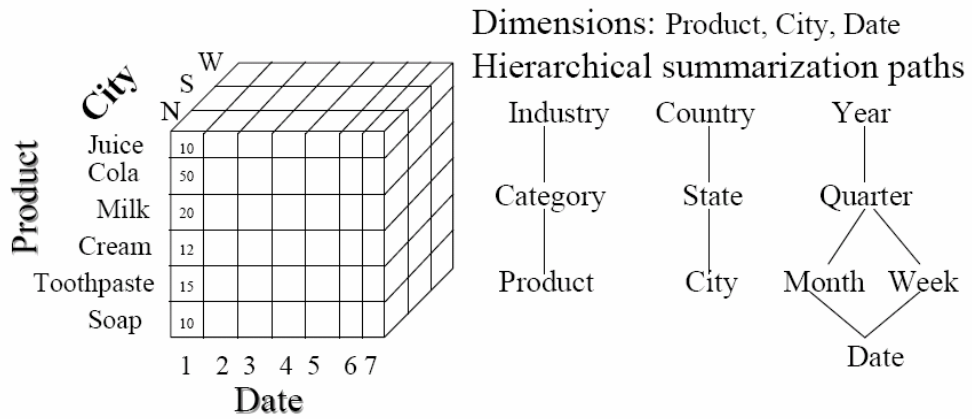 Dimensions: Product, City, Date
Hierarchical summarization paths
City
W
S
N
Product
Juice 10
Cola 50
Milk 20
Cream 12
Toothpaste 15
Soap 10
1 2 3 4 5 6 7
Date
Industry Country Year
Category State Quarter
Product City Month Week
Date